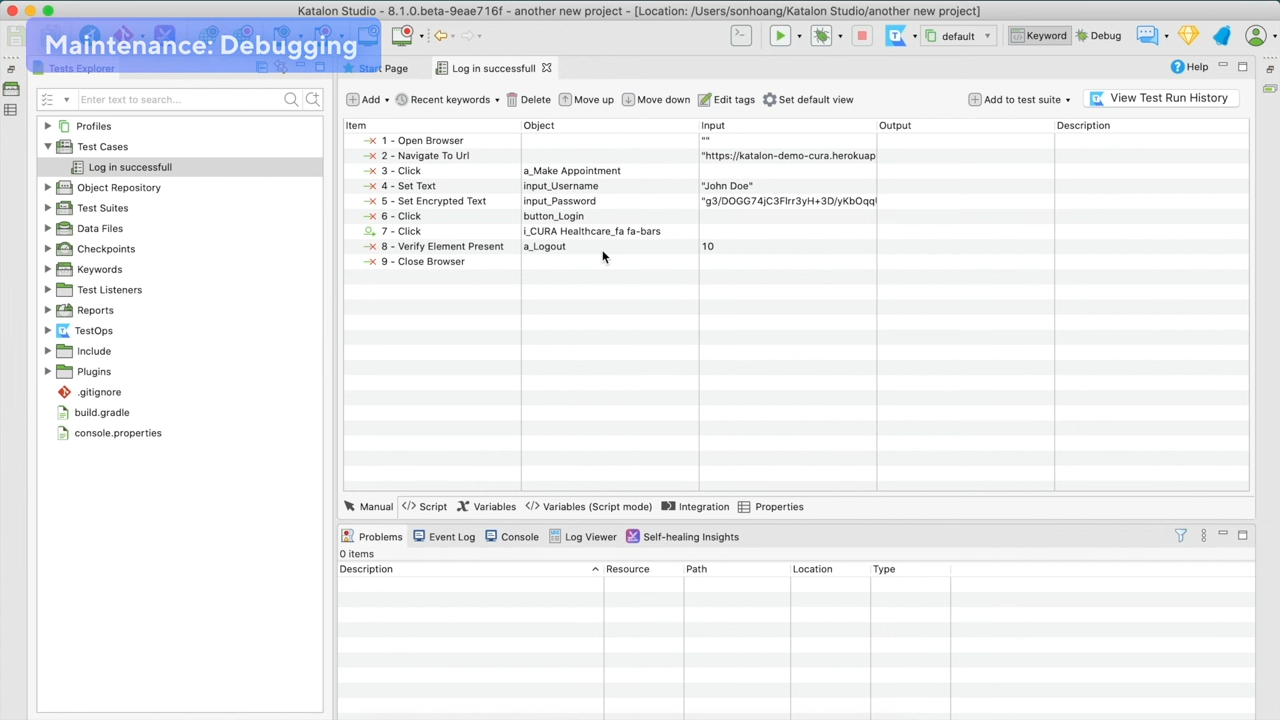 Katalon Studio - 8.1.0.beta-9eae716f - another new project - [Location: /Users/chi.hoang/Katalon Studio/another new project]
Maintenance: Debugging
default
Keyword
Debug
Tests Explorer
Start Page
Log in successfull
Help
Enter text to search...
Add
Recent keywords
Delete
Move up
Move down
Edit tags
Set default view
Add to test suite
View Test Run History
Item Object Input Output Description
1 - Open Browser ""
2 - Navigate To Url "https://katalon-demo-cura.herokuap
3 - Click a_Make Appointment
4 - Set Text input_Username "John Doe"
5 - Set Encrypted Text input_Password
6 - Click button_Login
7 - Click i_CURA Healthcare_fa fa-bars
8 - Verify Element Present a_Logout 10
9 - Close Browser
Profiles
Test Cases
Log in successfull
Object Repository
Test Suites
Data Files
Checkpoints
Keywords
Test Listeners
Reports
TestOps
Include
Plugins
.gitignore
build.gradle
console.properties
Manual
Script
Variables
Variables (Script mode)
Integration
Properties
Problems
Event Log
Console
Log Viewer
Self-healing Insights
0 items
Description Resource Path Location Type